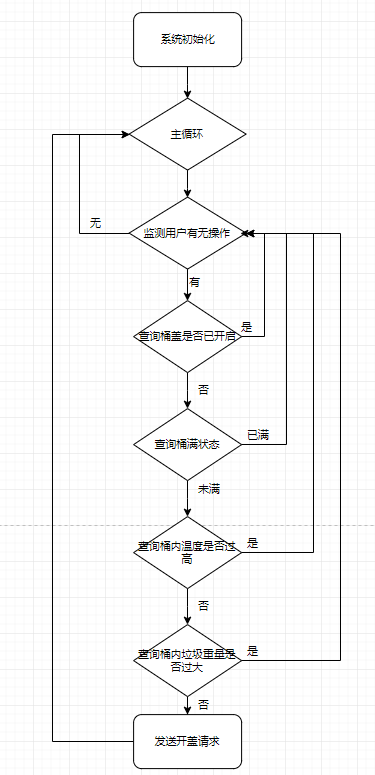 系统初始化
主循环
监测用户有无操作
无
有
查询桶盖是否已开启
是
否
查询桶满状态
已满
未满
查询桶内温度是否过
高
是
否
查询桶内垃圾重量是
否过大
是
否
发送开盖请求